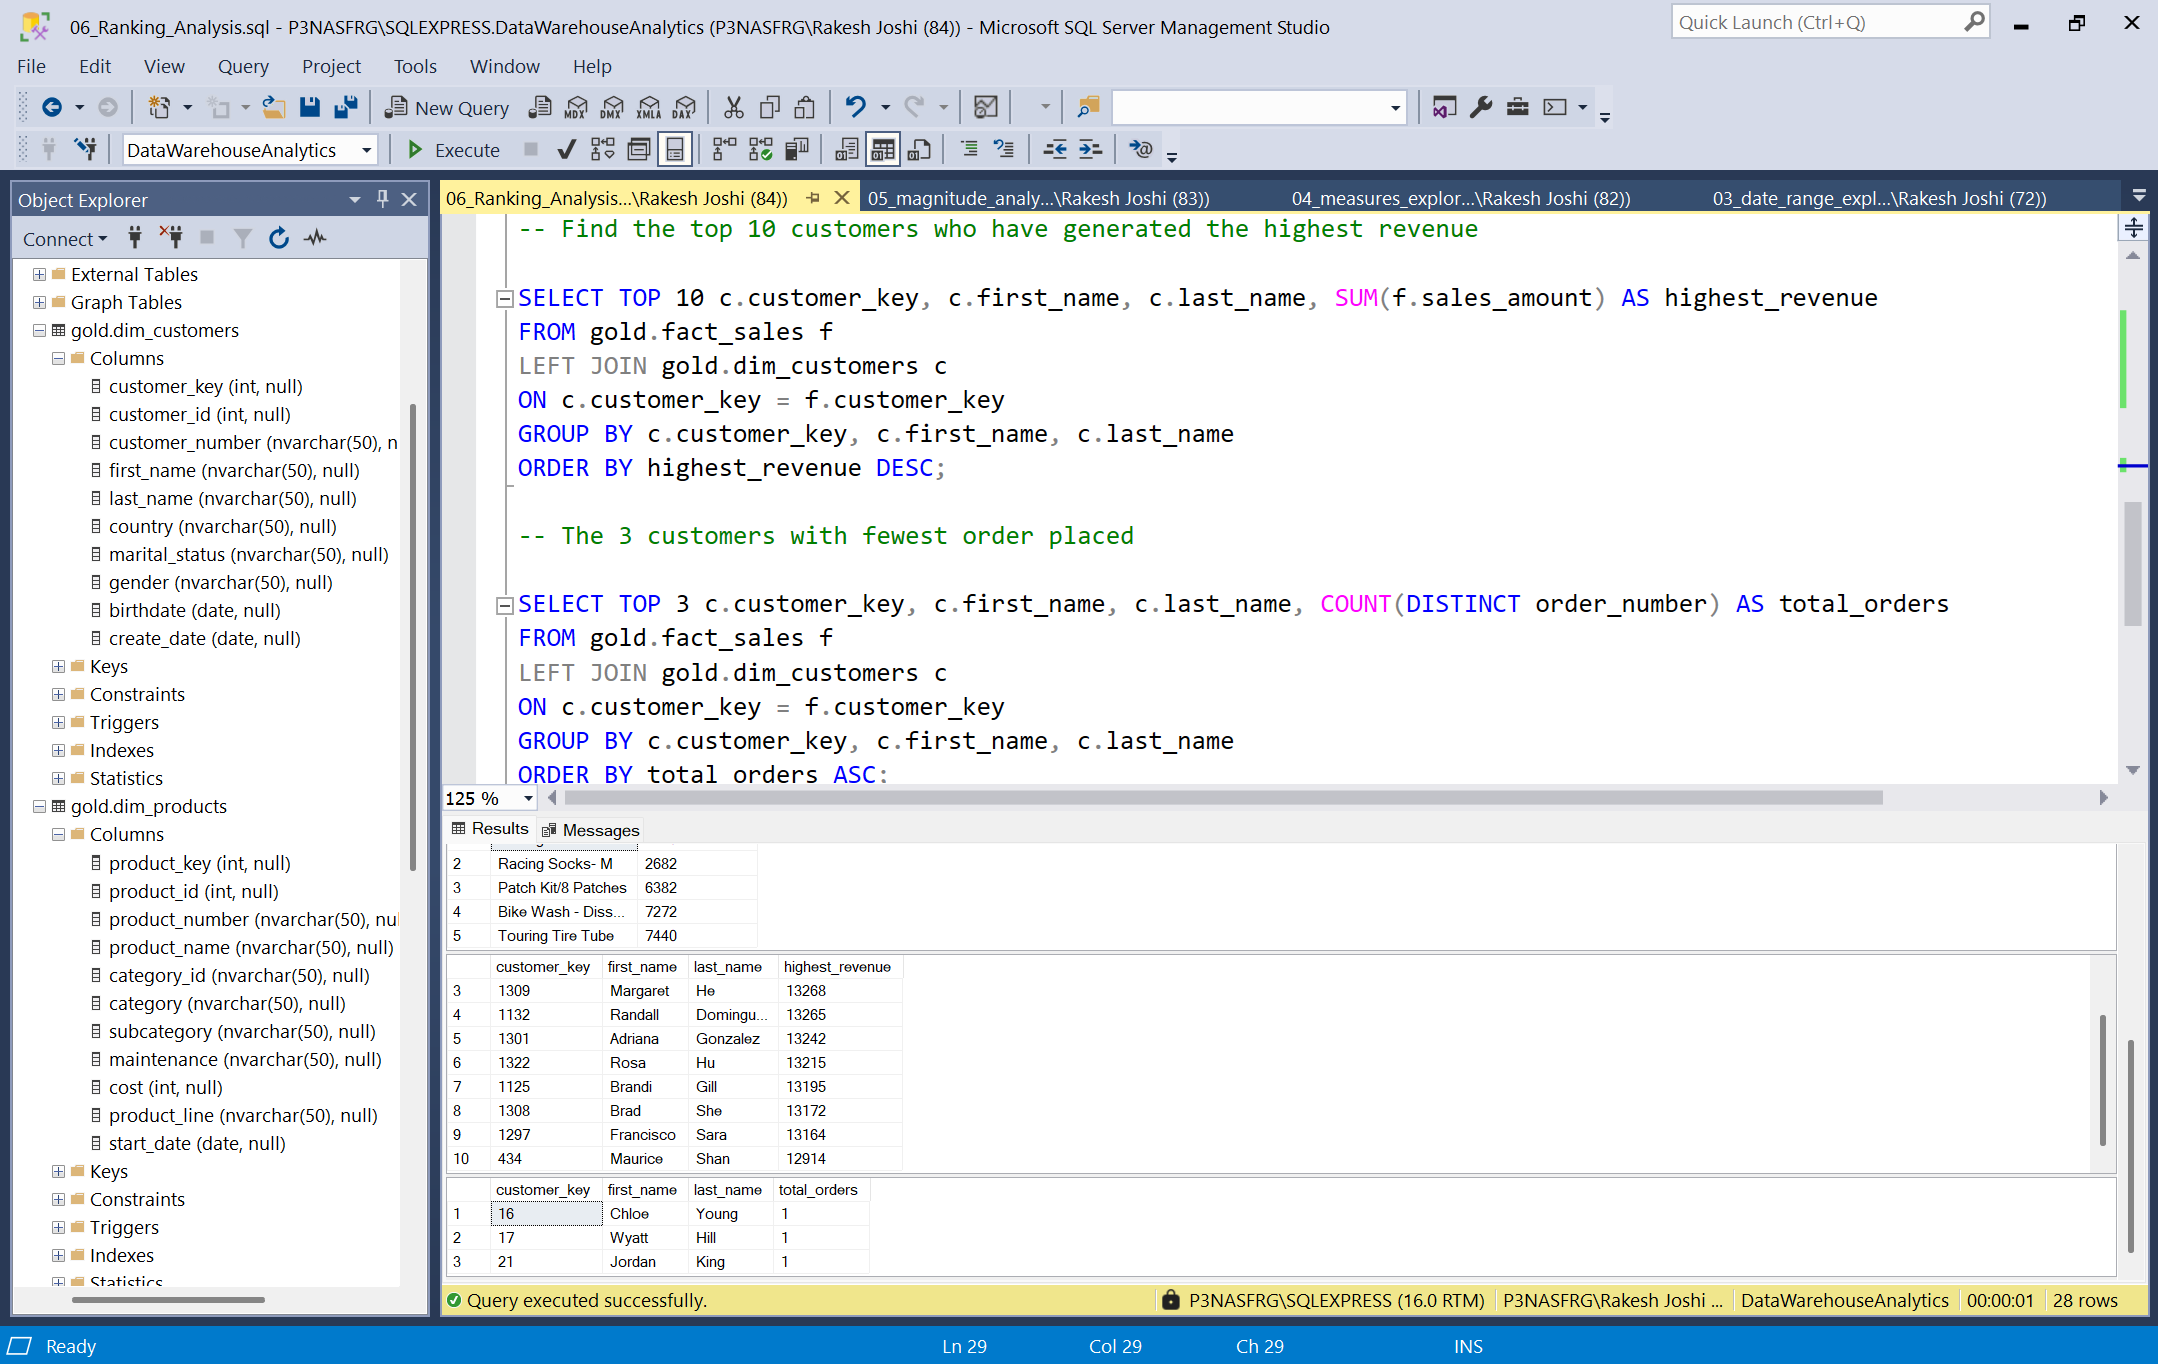 06_Ranking_Analysis.sql - P3NASFRG\SQLEXPRESS.DataWarehouseAnalytics (P3NASFRG\Rakesh Joshi (84)) - Microsoft SQL Server Management Studio
Quick Launch (Ctrl+Q)
File Edit View Query Project Tools Window Help
New Query
MDX DMX XMLA DAX
DataWarehouseAnalytics
Execute
Object Explorer
Connect
External Tables
Graph Tables
gold.dim_customers
Columns
customer_key (int, null)
customer_id (int, null)
customer_number (nvarchar(50), n
first_name (nvarchar(50), null)
last_name (nvarchar(50), null)
country (nvarchar(50), null)
marital_status (nvarchar(50), null)
gender (nvarchar(50), null)
birthdate (date, null)
create_date (date, null)
Keys
Constraints
Triggers
Indexes
Statistics
gold.dim_products
Columns
product_key (int, null)
product_id (int, null)
product_number (nvarchar(50), nul
product_name (nvarchar(50), null)
category_id (nvarchar(50), null)
category (nvarchar(50), null)
subcategory (nvarchar(50), null)
maintenance (nvarchar(50), null)
cost (int, null)
product_line (nvarchar(50), null)
start_date (date, null)
Keys
Constraints
Triggers
Indexes
Statistics
06_Ranking_Analysis...\Rakesh Joshi (84)) 05_magnitude_analy...\Rakesh Joshi (83)) 04_measures_explor...\Rakesh Joshi (82)) 03_date_range_expl...\Rakesh Joshi (72))
-- Find the top 10 customers who have generated the highest revenue
SELECT TOP 10 c.customer_key, c.first_name, c.last_name, SUM(f.sales_amount) AS highest_revenue
FROM gold.fact_sales f
LEFT JOIN gold.dim_customers c
ON c.customer_key = f.customer_key
GROUP BY c.customer_key, c.first_name, c.last_name
ORDER BY highest_revenue DESC;
-- The 3 customers with fewest order placed
SELECT TOP 3 c.customer_key, c.first_name, c.last_name, COUNT(DISTINCT order_number) AS total_orders
FROM gold.fact_sales f
LEFT JOIN gold.dim_customers c
ON c.customer_key = f.customer_key
GROUP BY c.customer_key, c.first_name, c.last_name
ORDER BY total_orders ASC;
125 %
Results Messages
2 Racing Socks- M 2682
3 Patch Kit/8 Patches 6382
4 Bike Wash - Diss... 7272
5 Touring Tire Tube 7440
customer_key first_name last_name highest_revenue
3 1309 Margaret He 13268
4 1132 Randall Domingu... 13265
5 1301 Adriana Gonzalez 13242
6 1322 Rosa Hu 13215
7 1125 Brandi Gill 13195
8 1308 Brad She 13172
9 1297 Francisco Sara 13164
10 434 Maurice Shan 12914
customer_key first_name last_name total_orders
1 16 Chloe Young 1
2 17 Wyatt Hill 1
3 21 Jordan King 1
Query executed successfully. P3NASFRG\SQLEXPRESS (16.0 RTM) P3NASFRG\Rakesh Joshi ... DataWarehouseAnalytics 00:00:01 28 rows
Ready Ln 29 Col 29 Ch 29 INS